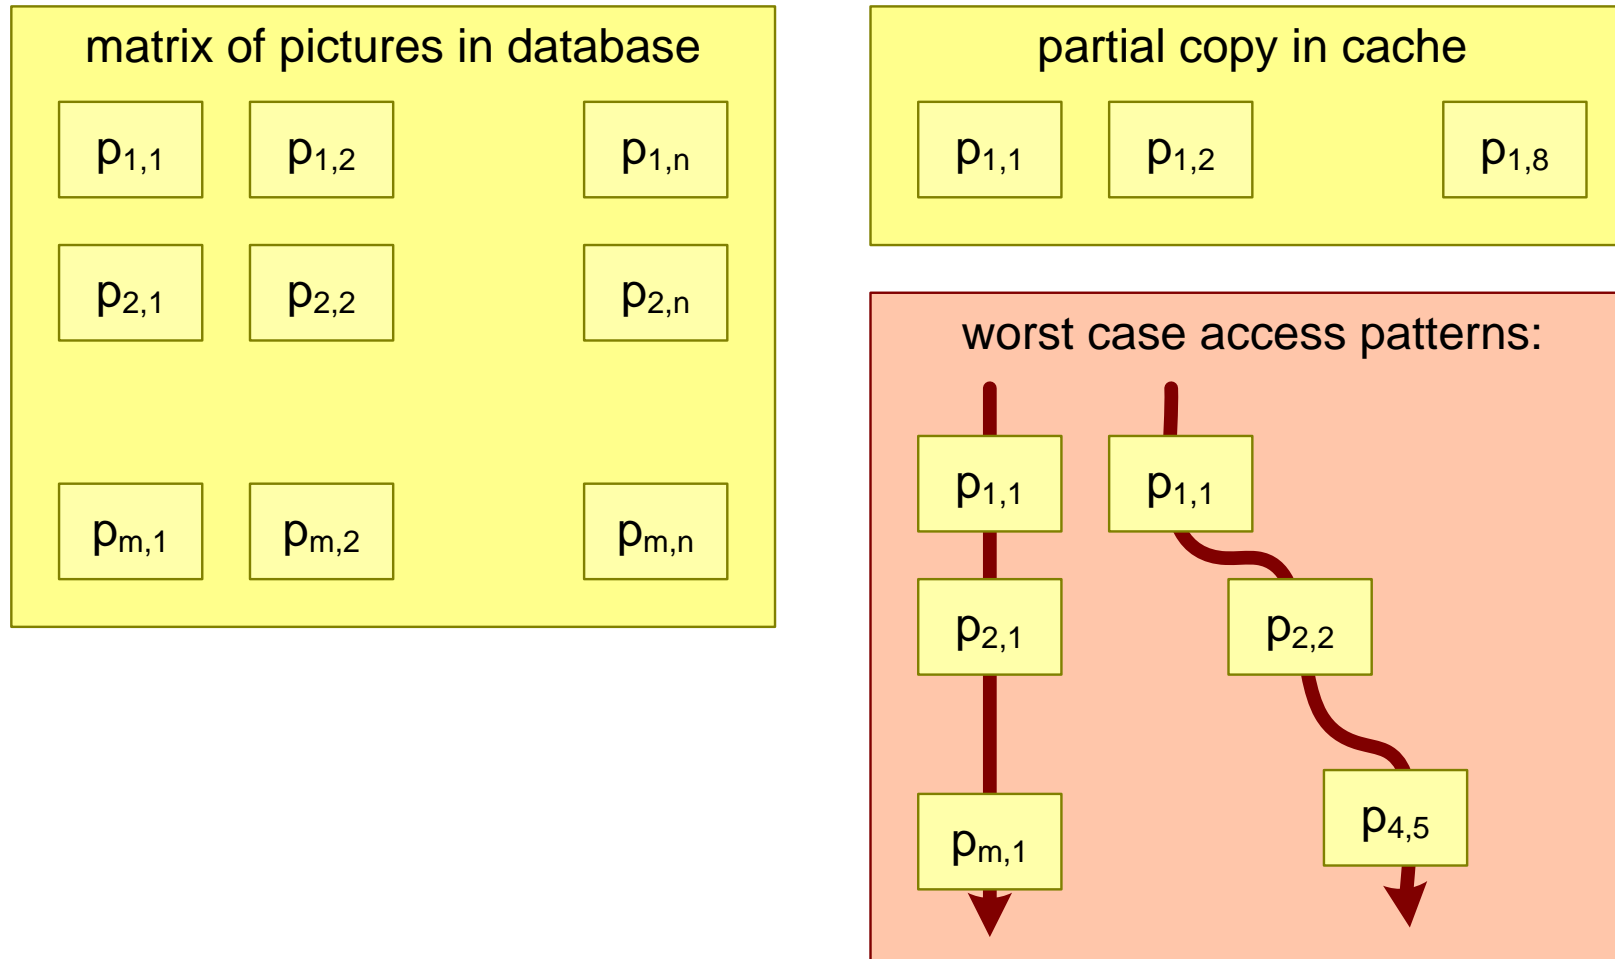 matrix of pictures in database
p1,1 p1,2 p1,n
p2,1 p2,2 p2,n
pm,1 pm,2 pm,n
partial copy in cache
p1,1 p1,2 p1,8
worst case access patterns:
p1,1 p1,1
p2,1 p2,2
pm,1 p4,5